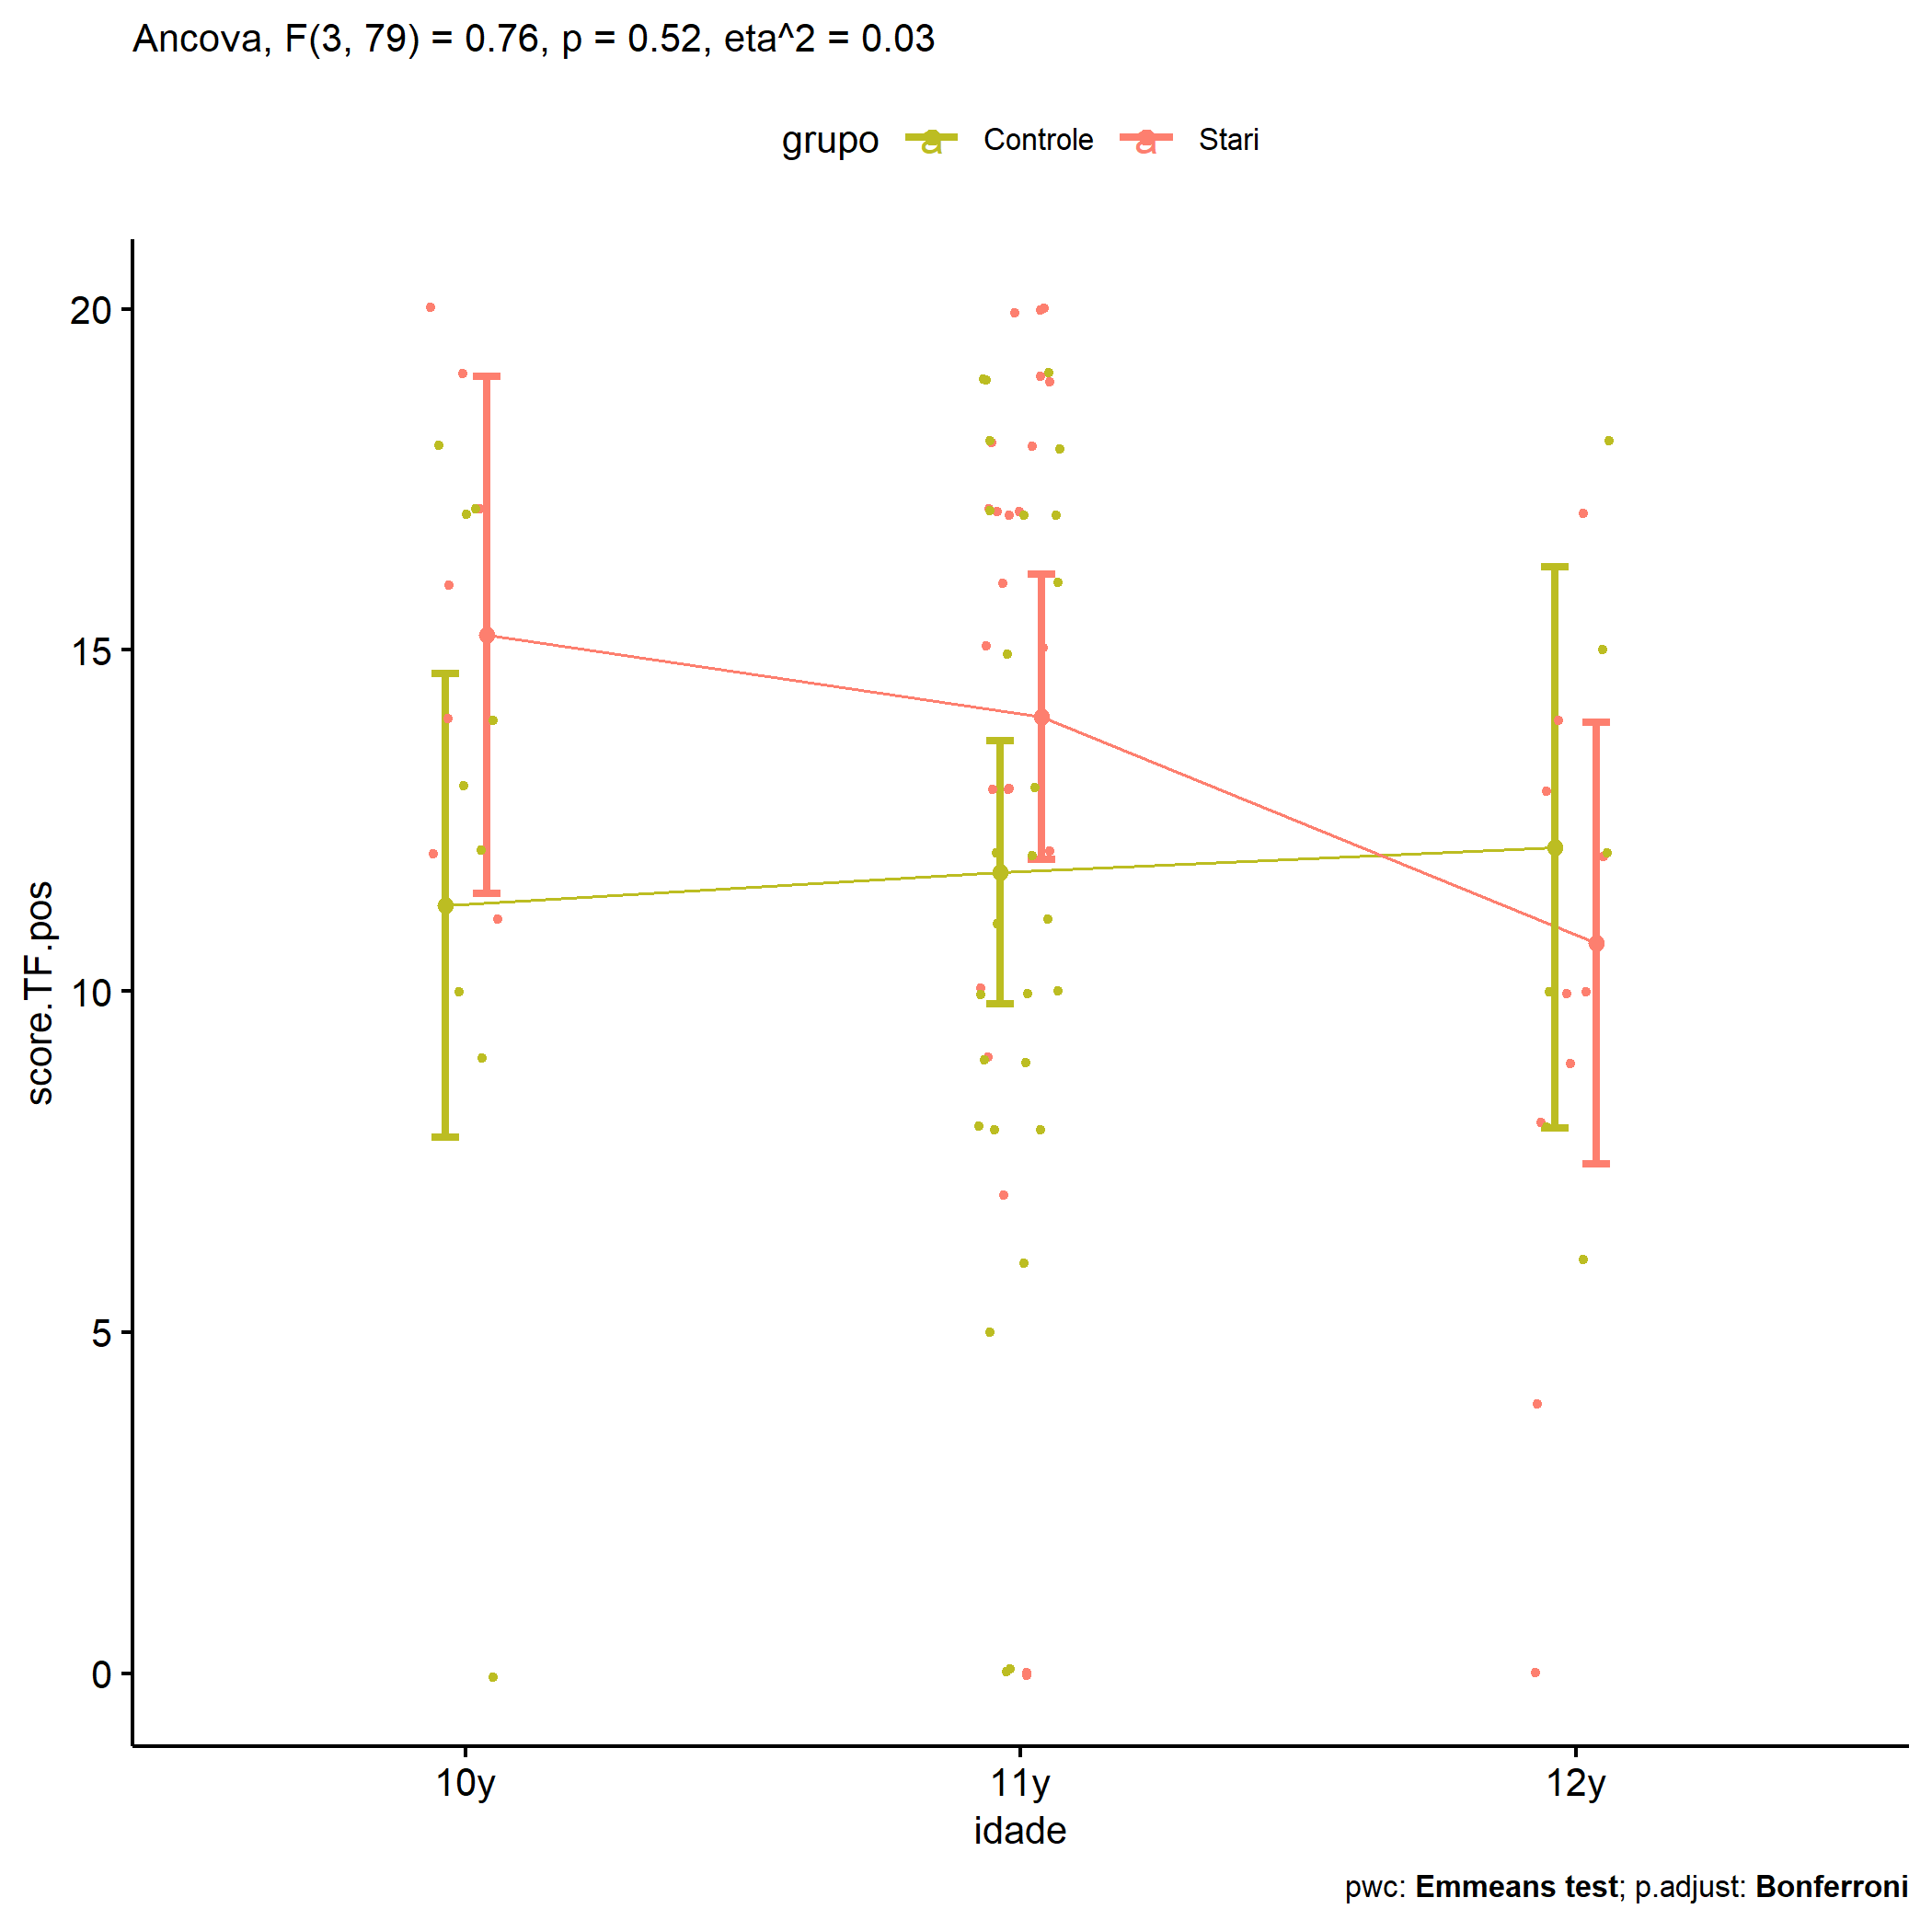 Ancova, F(3, 79) = 0.76, p = 0.52, eta^2 = 0.03
grupo a Controle a Stari
20
15
10
5
0
score.TF.pos
10y 11y 12y
idade
pwc: Emmeans test; p.adjust: Bonferroni